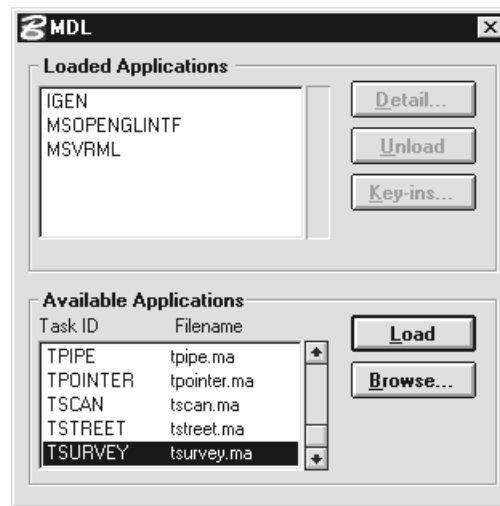 MDL
Loaded Applications
IGEN
MSOPENGLINTF
MSVRML
Detail...
Unload
Key-ins...
Available Applications
Task ID Filename
TPIPE tpipe.ma
TPOINTER tpointer.ma
TSCAN tscan.ma
TSTREET tstreet.ma
TSURVEY tsurvey.ma
Load
Browse...